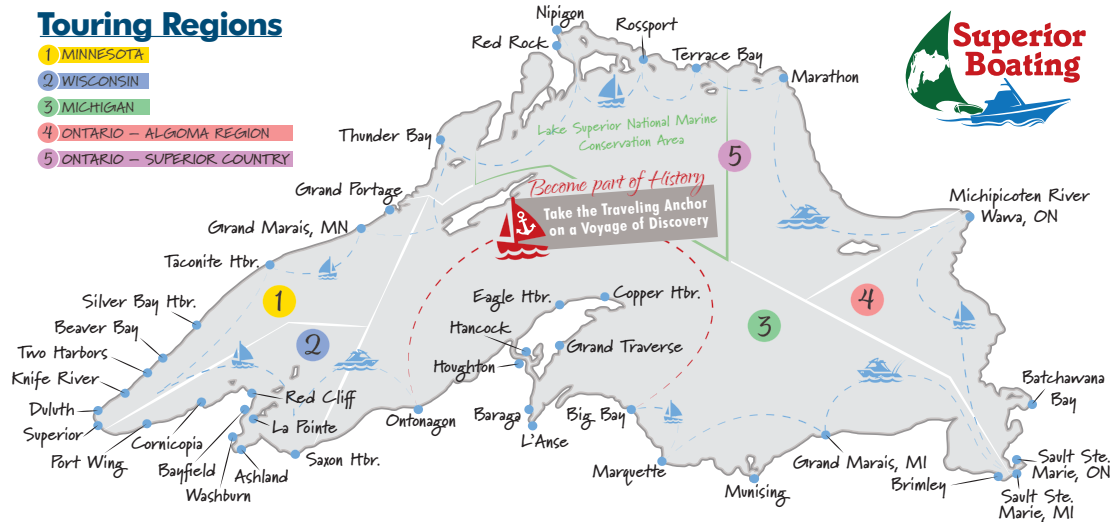 Touring Regions
1 MINNESOTA
2 WISCONSIN
3 MICHIGAN
4 ONTARIO – ALGIOMA REGION
5 ONTARIO – SUPERIOR COUNTRY
Superior
Boating
Nipigon
Red Rock
Rossport
Terrace Bay
Marathon
Thunder Bay
Lake Superior National Marine
Conservation Area
5
Grand Portage
Become part of History
Take the Traveling Anchor
on a Voyage of Discovery
Michipicoten River
Wawa, ON
Grand Marais, MN
Taconite Hbr.
1
Silver Bay Hbr.
Eagle Hbr.
Copper Hbr.
4
3
Beaver Bay
Hancock
2
Two Harbors
Grand Traverse
Houghton
Knife River
Batchawana
Bay
Red Cliff
Duluth
Superior
La Pointe
Ontonagon
Baraga
Big Bay
L'Anse
Cornicopia
Port Wing
Bayfield
Saxon Hbr.
Ashland
Washburn
Marquette
Munising
Grand Marais, MI
Brimley
Sault Ste.
Marie, ON
Sault Ste.
Marie, MI